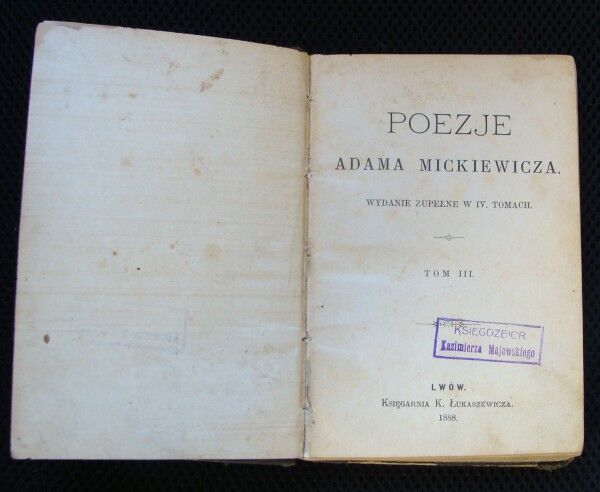 POEZJE
ADAMA MICKIEWICZA.
WYDANIE ZUPEŁNE W IV. TOMACH.
TOM III.
KSIĘGOZBIÓR
Kazimierza Majewskiego
LWÓW.
KSIĘGARNIA K. ŁUKASZEWICZA.
1888.